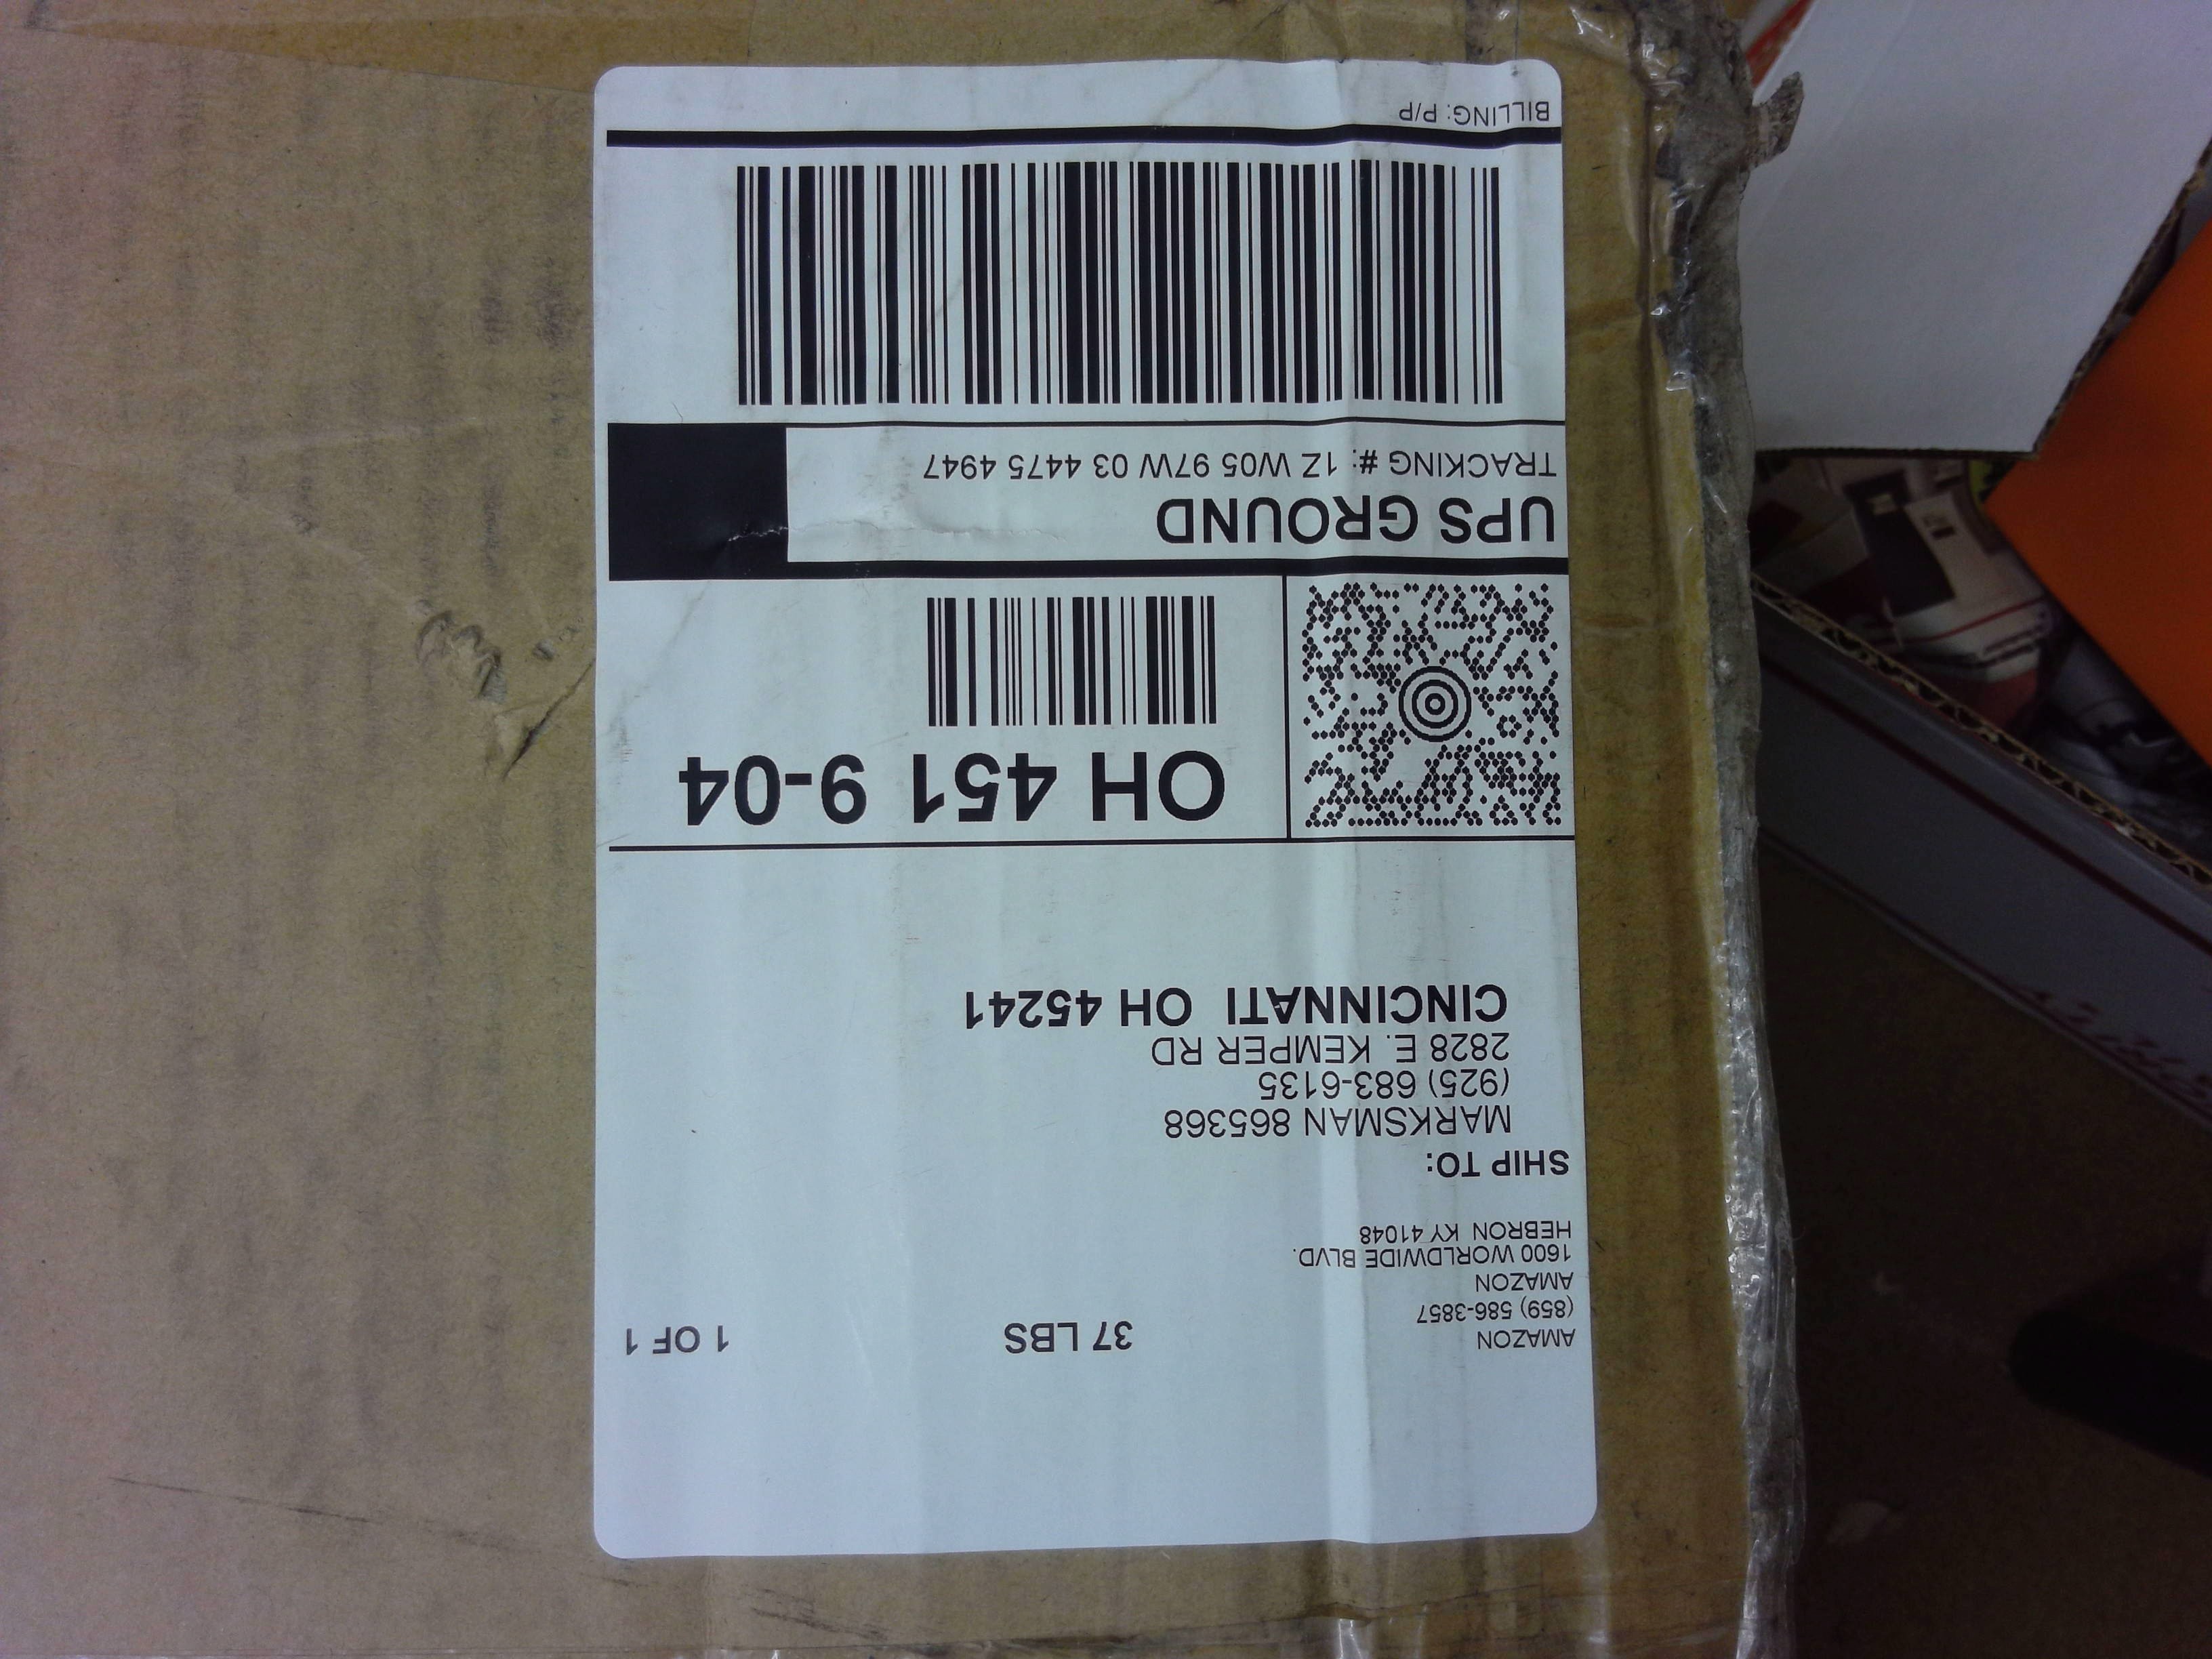 AMAZON
(859) 586-3857
AMAZON
1600 WORLDWIDE BLVD.
HEBRON KY 41048
37 LBS
1 OF 1
SHIP TO:
MARKSMAN 865368
(925) 683-6135
2828 E. KEMPER RD
CINCINNATI OH 45241
OH 451 9-04
UPS GROUND
TRACKING #: 1Z W05 97W 03 4475 4947
BILLING: P/P